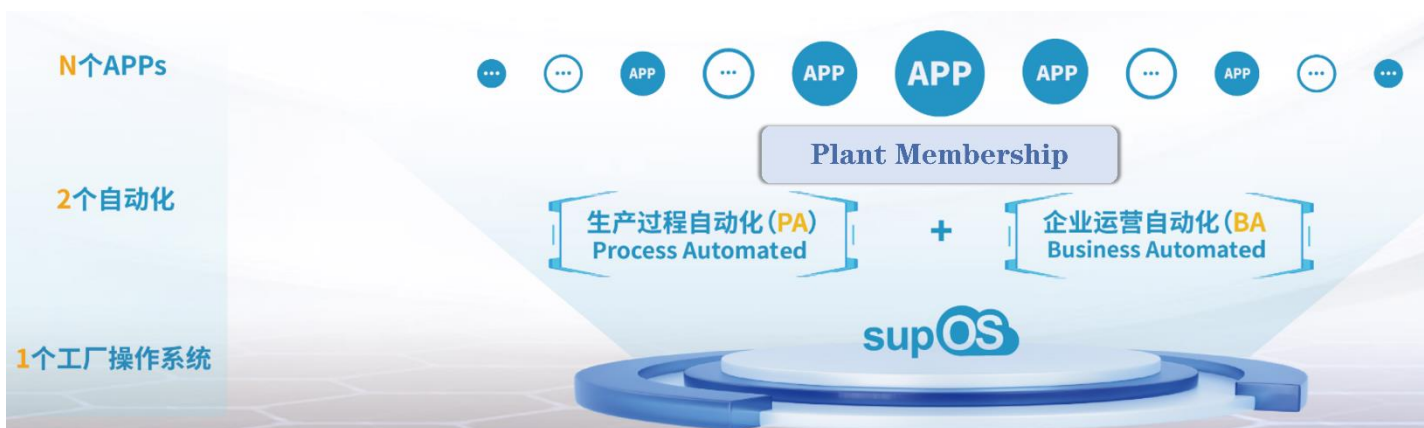 N个APPs
... ... APP ... APP APP APP ... APP ... ...
Plant Membership
2个自动化
生产过程自动化(PA)
Process Automated
+
企业运营自动化(BA
Business Automated
supOS
1个工厂操作系统